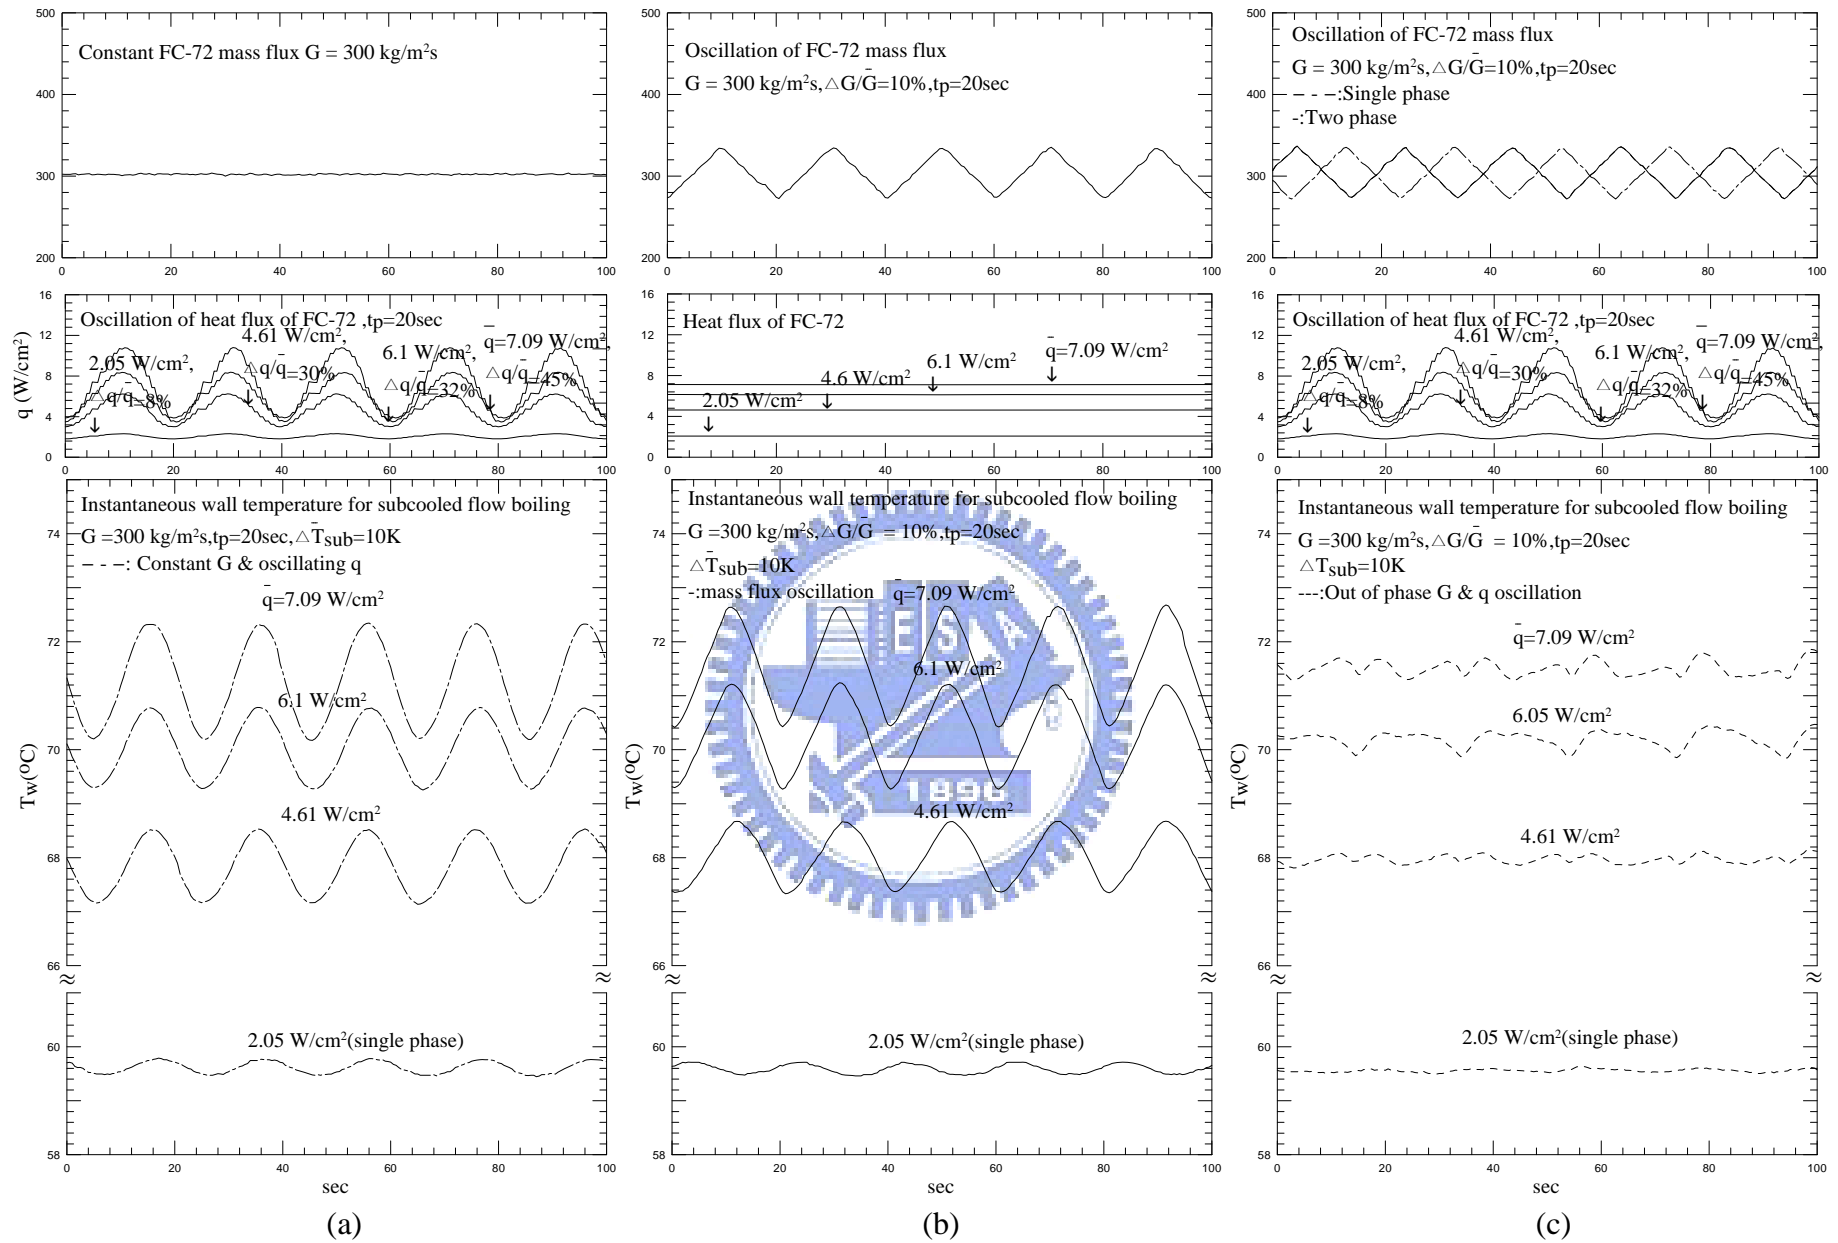 500
400
300
200
0
20
40
60
80
100
Constant FC-72 mass flux G = 300 kg/m²s
16
12
8
4
0
q (W/cm²)
Oscillation of heat flux of FC-72 ,tp=20sec
2.05 W/cm²,
△q/q̄=8%
4.61 W/cm²,
△q/q̄=30%
6.1 W/cm²,
△q/q̄=32%
q̄=7.09 W/cm²,
△q/q̄=45%
0
20
40
60
80
100
Instantaneous wall temperature for subcooled flow boiling
G =300 kg/m²s,tp=20sec,△T̄sub=10K
– - –: Constant G & oscillating q
q̄=7.09 W/cm²
6.1 W/cm²
4.61 W/cm²
2.05 W/cm²(single phase)
74
72
70
68
66
60
58
Tw(°C)
≈
≈
0
20
40
60
80
100
sec
(a)
500
400
300
200
0
20
40
60
80
100
Oscillation of FC-72 mass flux
G = 300 kg/m²s,△G/Ḡ=10%,tp=20sec
16
12
8
4
0
Heat flux of FC-72
2.05 W/cm²
4.6 W/cm²
6.1 W/cm²
q̄=7.09 W/cm²
0
20
40
60
80
100
Instantaneous wall temperature for subcooled flow boiling
G =300 kg/m²s,△G/Ḡ = 10%,tp=20sec
△T̄sub=10K
-:mass flux oscillation
q̄=7.09 W/cm²
6.1 W/cm²
4.61 W/cm²
2.05 W/cm²(single phase)
ESA
1896
74
72
70
68
66
60
58
Tw(°C)
≈
≈
0
20
40
60
80
100
sec
(b)
500
400
300
200
0
20
40
60
80
100
Oscillation of FC-72 mass flux
G = 300 kg/m²s,△G/Ḡ=10%,tp=20sec
– - –:Single phase
-:Two phase
16
12
8
4
0
Oscillation of heat flux of FC-72 ,tp=20sec
2.05 W/cm²,
△q/q̄=8%
4.61 W/cm²,
△q/q̄=30%
6.1 W/cm²,
△q/q̄=32%
q̄=7.09 W/cm²,
△q/q̄=45%
0
20
40
60
80
100
Instantaneous wall temperature for subcooled flow boiling
G =300 kg/m²s,△G/Ḡ = 10%,tp=20sec
△T̄sub=10K
---:Out of phase G & q oscillation
q̄=7.09 W/cm²
6.05 W/cm²
4.61 W/cm²
2.05 W/cm²(single phase)
74
72
70
68
66
60
58
Tw(°C)
≈
≈
0
20
40
60
80
100
sec
(c)